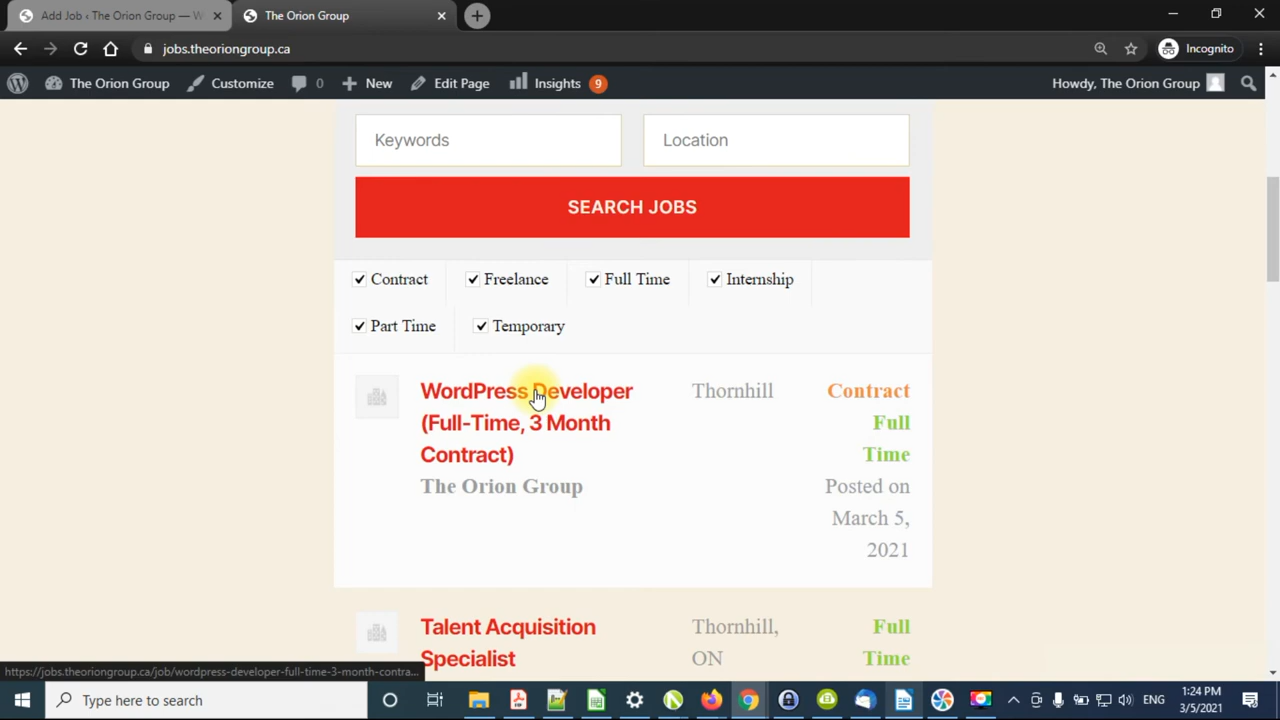 Add Job ‹ The Orion Group — W
The Orion Group
jobs.theoriongroup.ca
Incognito
The Orion Group
Customize
0
New
Edit Page
Insights
9
Howdy, The Orion Group
Keywords
Location
SEARCH JOBS
Contract
Freelance
Full Time
Internship
Part Time
Temporary
WordPress Developer
(Full-Time, 3 Month
Contract)
The Orion Group
Thornhill
Contract
Full
Time
Posted on
March 5,
2021
Talent Acquisition
Specialist
Thornhill,
ON
Full
Time
https://jobs.theoriongroup.ca/job/wordpress-developer-full-time-3-month-contra...
Type here to search
ENG
1:24 PM
3/5/2021